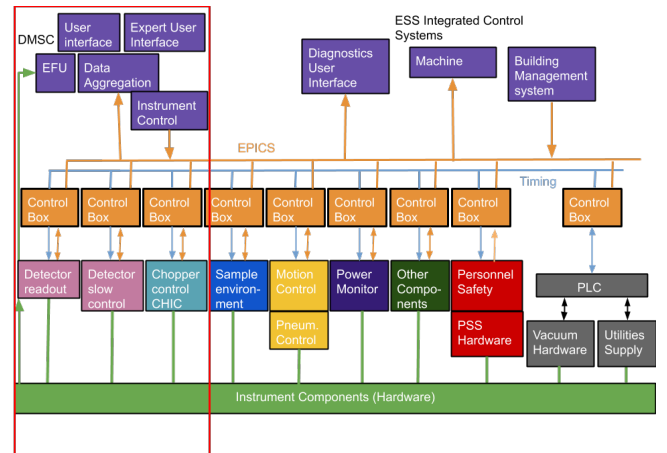 ESS Integrated Control
Systems
DMSC
User
interface
Expert User
Interface
EFU
Data
Aggregation
Instrument
Control
Diagnostics
User
Interface
Machine
Building
Management
system
EPICS
Timing
Control
Box
Control
Box
Control
Box
Control
Box
Control
Box
Control
Box
Control
Box
Control
Box
Control
Box
Detector
readout
Detector
slow
control
Chopper
control
CHIC
Sample
environ-
ment
Motion
Control
Power
Monitor
Other
Compo-
nents
Personnel
Safety
PLC
Pneum.
Control
PSS
Hardware
Vacuum
Hardware
Utilities
Supply
Instrument Components (Hardware)